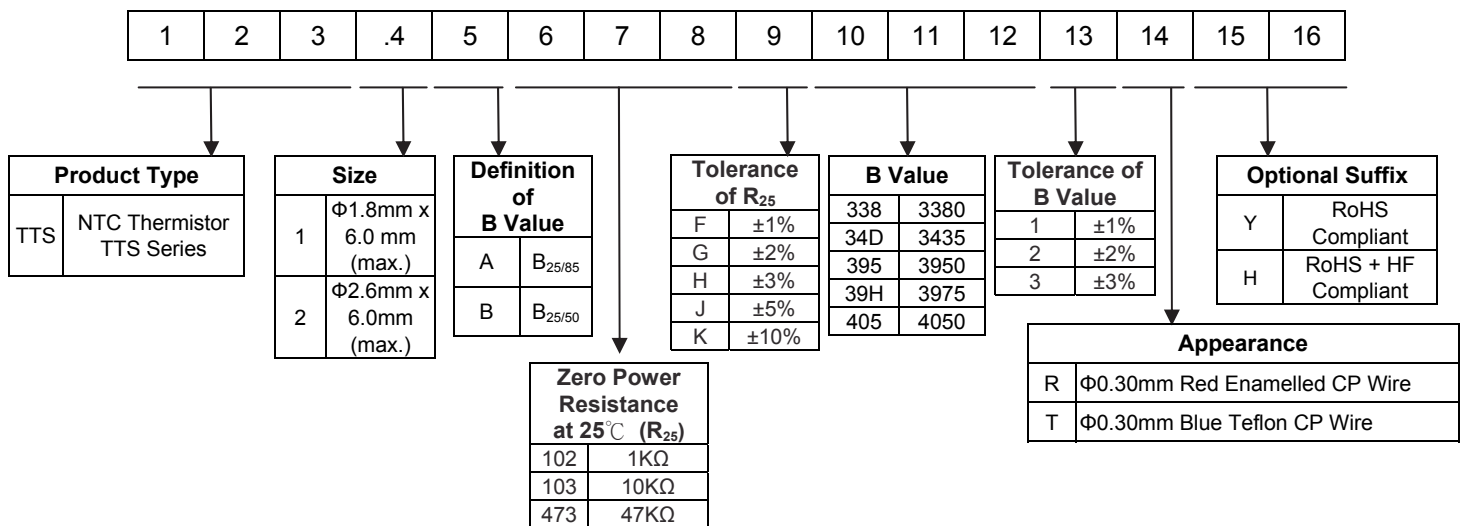 1 2 3 .4 5 6 7 8 9 10 11 12 13 14 15 16
Product Type
TTS NTC Thermistor
TTS Series
Size
1 Φ1.8mm x
6.0 mm
(max.)
2 Φ2.6mm x
6.0mm
(max.)
Definition
of
B Value
A B25/85
B B25/50
Zero Power
Resistance
at 25℃ (R25)
102 1KΩ
103 10KΩ
473 47KΩ
Tolerance
of R25
F ±1%
G ±2%
H ±3%
J ±5%
K ±10%
B Value
338 3380
34D 3435
395 3950
39H 3975
405 4050
Tolerance of
B Value
1 ±1%
2 ±2%
3 ±3%
Appearance
R Φ0.30mm Red Enamelled CP Wire
T Φ0.30mm Blue Teflon CP Wire
Optional Suffix
Y RoHS
Compliant
H RoHS + HF
Compliant